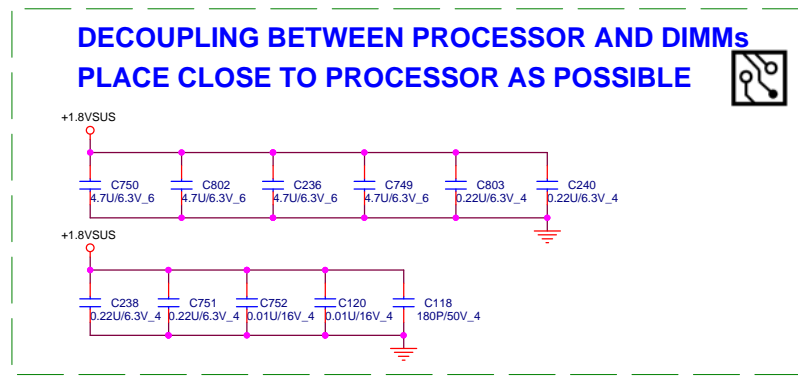 DECOUPLING BETWEEN PROCESSOR AND DIMMs
PLACE CLOSE TO PROCESSOR AS POSSIBLE
+1.8VSUS
C750 C802 C236 C749 C803 C240
4.7U/6.3V_6 4.7U/6.3V_6 4.7U/6.3V_6 4.7U/6.3V_6 0.22U/6.3V_4 0.22U/6.3V_4
+1.8VSUS
C238 C751 C752 C120 C118
0.22U/6.3V_4 0.22U/6.3V_4 0.01U/16V_4 0.01U/16V_4 180P/50V_4